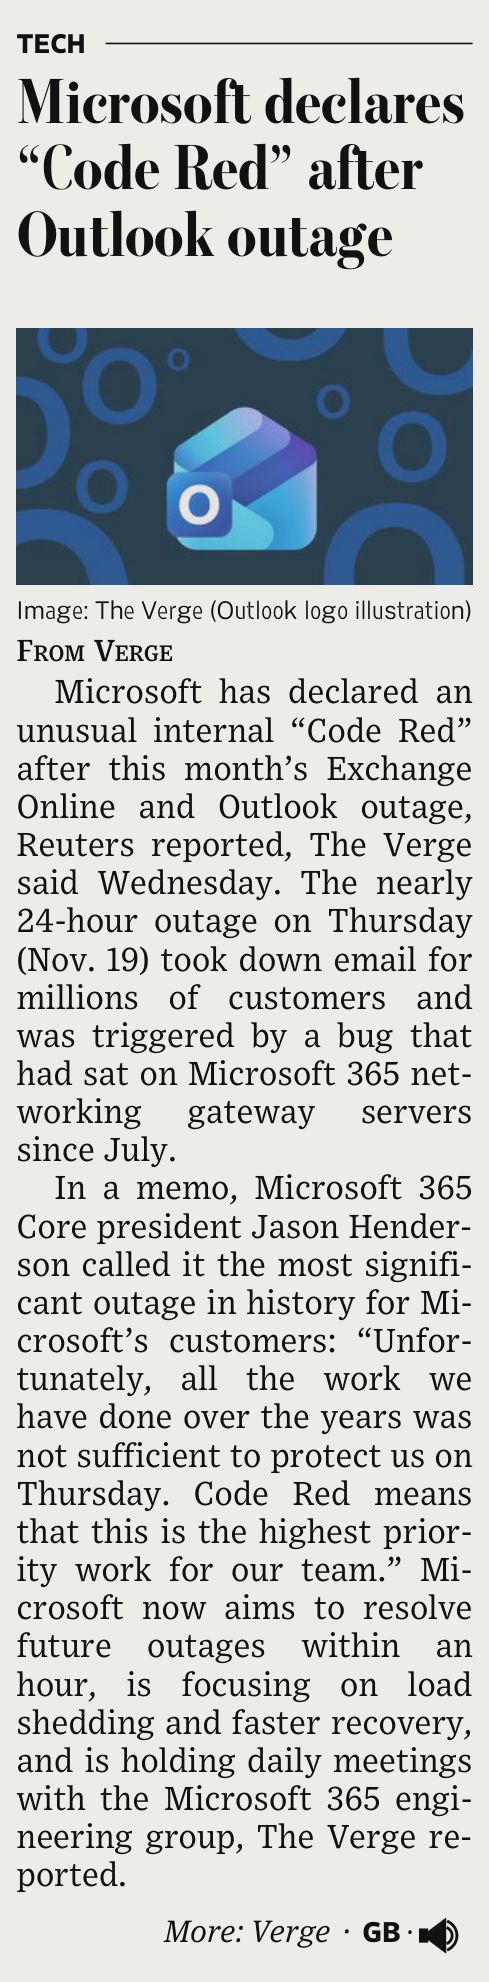 TECH
Microsoft declares
“Code Red” after
Outlook outage
O
Image: The Verge (Outlook logo illustration)
FROM VERGE
Microsoft has declared an
unusual internal “Code Red”
after this month’s Exchange
Online and Outlook outage,
Reuters reported, The Verge
said Wednesday. The nearly
24-hour outage on Thursday
(Nov. 19) took down email for
millions of customers and
was triggered by a bug that
had sat on Microsoft 365 net-
working gateway servers
since July.
In a memo, Microsoft 365
Core president Jason Hender-
son called it the most signifi-
cant outage in history for Mi-
crosoft’s customers: “Unfor-
tunately, all the work we
have done over the years was
not sufficient to protect us on
Thursday. Code Red means
that this is the highest prior-
ity work for our team.” Mi-
crosoft now aims to resolve
future outages within an
hour, is focusing on load
shedding and faster recovery,
and is holding daily meetings
with the Microsoft 365 engi-
neering group, The Verge re-
ported.
More: Verge · GB ·